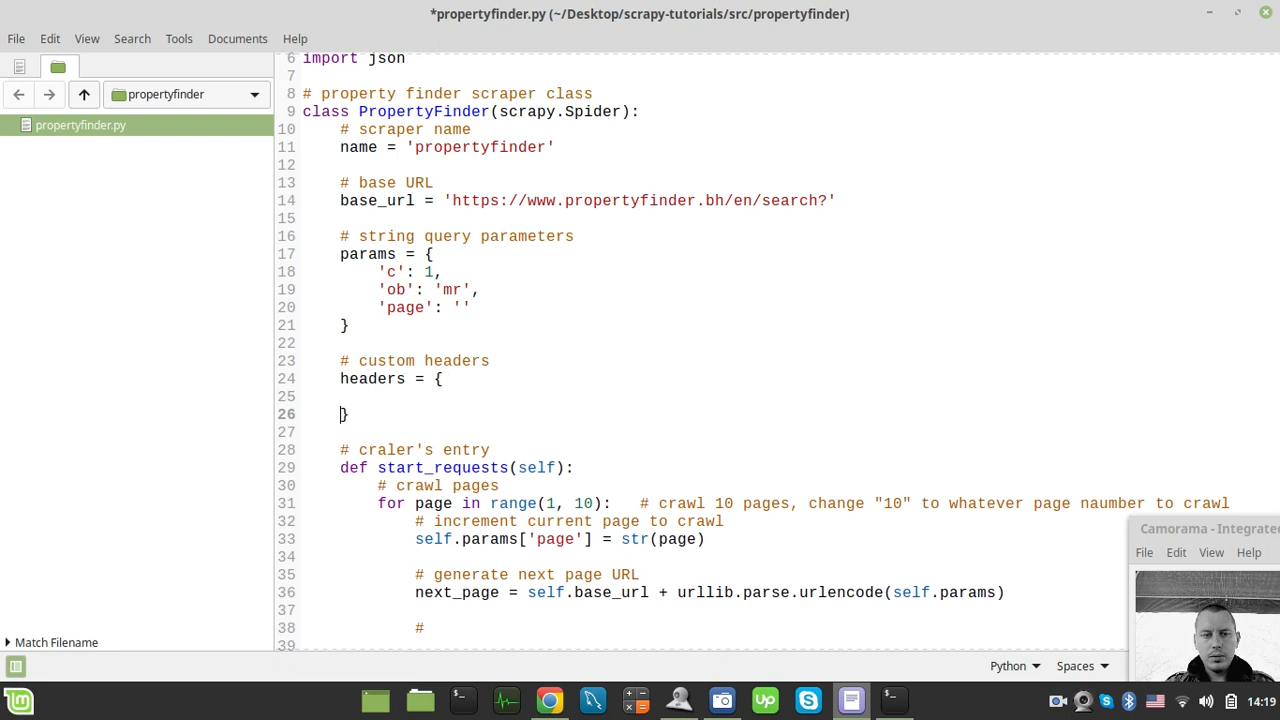 *propertyfinder.py (~/Desktop/scrapy-tutorials/src/propertyfinder)
File Edit View Search Tools Documents Help
propertyfinder
propertyfinder.py
Match Filename
6 import json
7
8 # property finder scraper class
9 class PropertyFinder(scrapy.Spider):
10 # scraper name
11 name = 'propertyfinder'
12
13 # base URL
14 base_url = 'https://www.propertyfinder.bh/en/search?'
15
16 # string query parameters
17 params = {
18 'c': 1,
19 'ob': 'mr',
20 'page': ''
21 }
22
23 # custom headers
24 headers = {
25
26 }
27
28 # craler's entry
29 def start_requests(self):
30 # crawl pages
31 for page in range(1, 10): # crawl 10 pages, change "10" to whatever page naumber to crawl
32 # increment current page to crawl
33 self.params['page'] = str(page)
34
35 # generate next page URL
36 next_page = self.base_url + urllib.parse.urlencode(self.params)
37
38 #
39
Camorama - Integrated
File Edit View Help
Python Spaces
Up
14:19